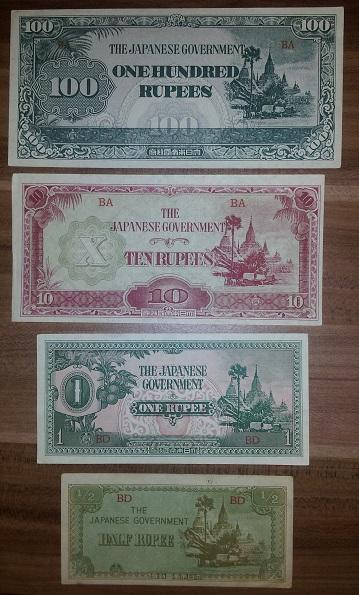 100 100
BA BA
THE JAPANESE GOVERNMENT
ONE HUNDRED
100
RUPEES
100
10 10
BA BA
THE
JAPANESE GOVERNMENT
X
TEN RUPEES
10 10 10
THE JAPANESE
GOVERNMENT
1
ONE RUPEE
1 BD BD 1
1/2 1/2
BD BD
THE
JAPANESE GOVERNMENT
HALF RUPEE